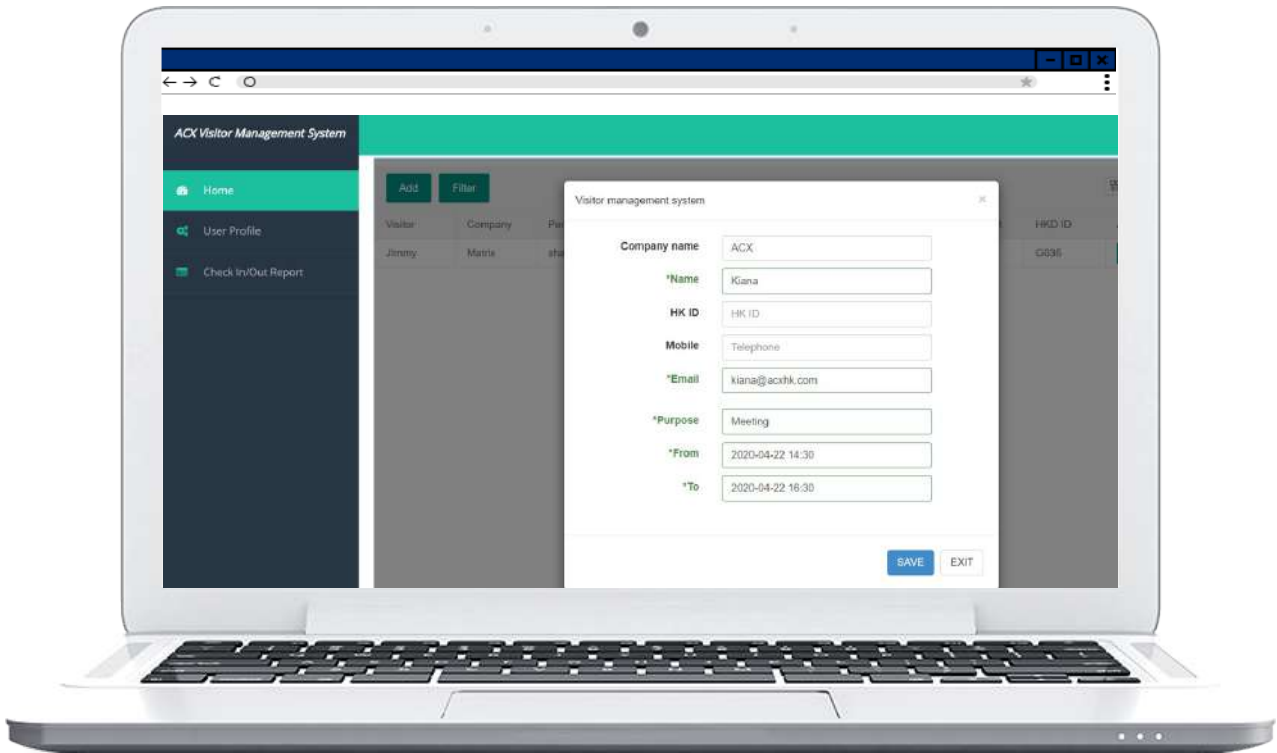 ACX Visitor Management System
Home
User Profile
Check In/Out Report
Add Filter
Visitor Company HKD ID
Jimmy Matrix G835
Visitor management system ×
Company name ACX
*Name Kiana
HK ID HK ID
Mobile Telephone
*Email kiana@acxhk.com
*Purpose Meeting
*From 2020-04-22 14:30
*To 2020-04-22 16:30
SAVE EXIT